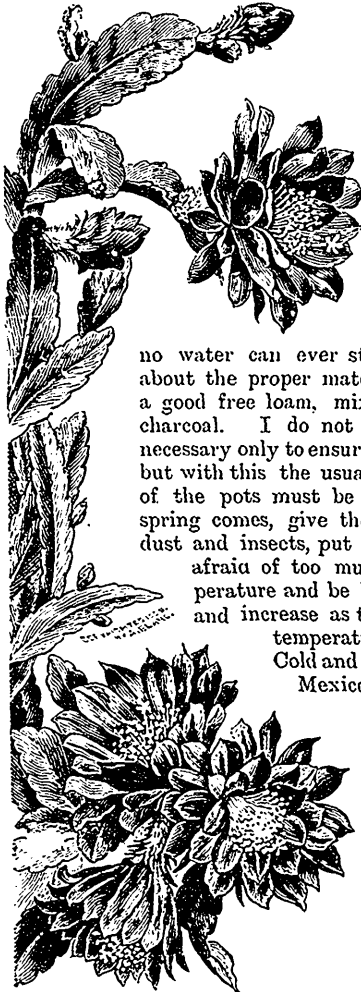 no water can ever st
about the proper mate
a good free loam, mix
charcoal. I do not
necessary only to ensur
but with this the usua
of the pots must be
spring comes, give the
dust and insects, put
afraid of too mu
perature and be
and increase as t
temperat
Cold and
Mexico